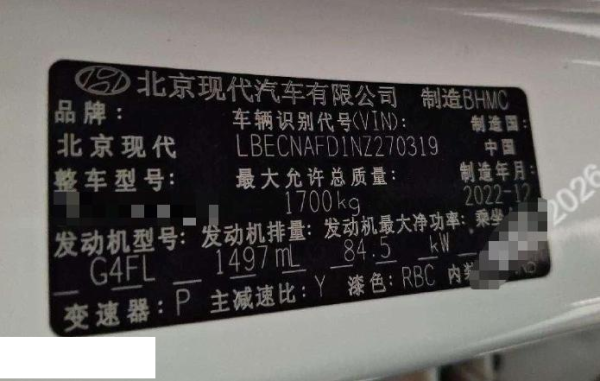 北京现代汽车有限公司 制造BHMC
品牌: 车辆识别代号(VIN): 制造国:
北京现代 LBECNAFD1NZ270319 中国
整车型号: 最大允许总质量: 制造年月:
1700kg 2022-12
发动机型号: 发动机排量: 发动机最大净功率: 乘坐
G4FL 1497mL 84.5 kW
变速器: P 主减速比: Y 漆色: RBC 内
2026